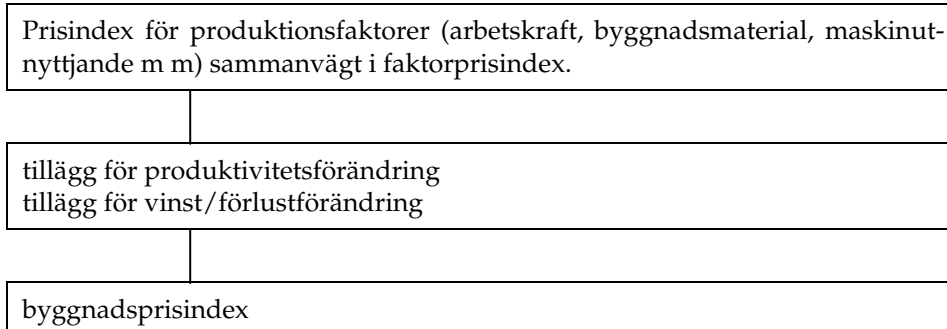 Prisindex för produktionsfaktorer (arbetskraft, byggnadsmaterial, maskinut-
nyttjande m m) sammanvägt i faktorprisindex.
tillägg för produktivitetsförändring
tillägg för vinst/förlustförändring
byggnadsprisindex